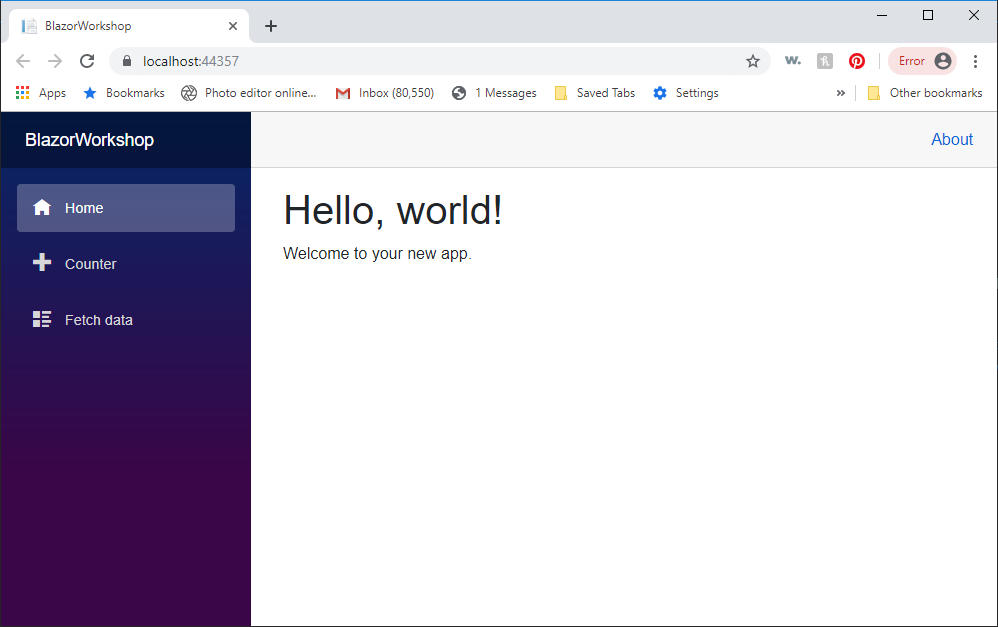 BlazorWorkshop
localhost:44357
w.
Error
Apps
Bookmarks
Photo editor online...
Inbox (80,550)
1 Messages
Saved Tabs
Settings
»
Other bookmarks
BlazorWorkshop
About
Home
Counter
Fetch data
Hello, world!
Welcome to your new app.